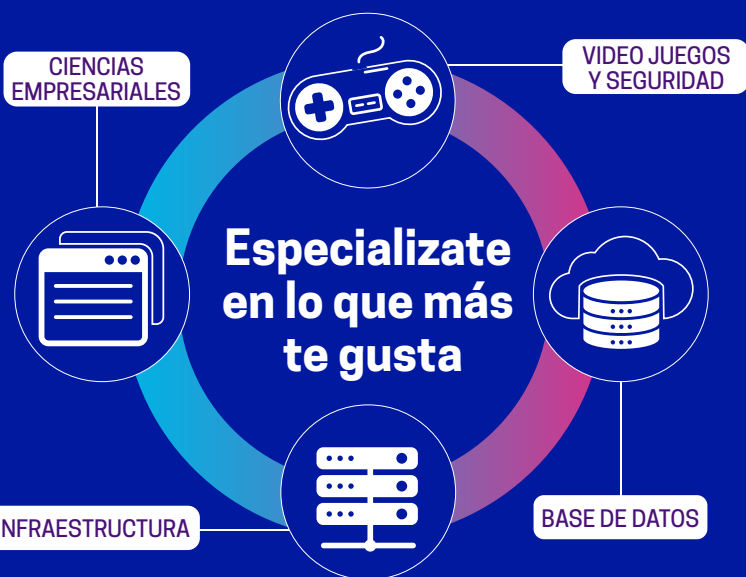 CIENCIAS
EMPRESARIALES
VIDEO JUEGOS
Y SEGURIDAD
Especializate
en lo que más
te gusta
NFRAESTRUCTURA
BASE DE DATOS